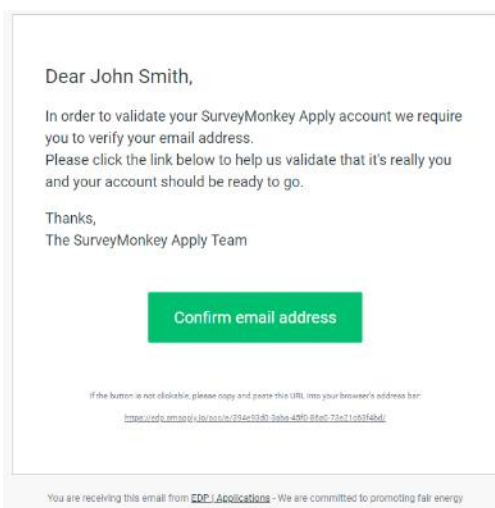 Dear John Smith,
In order to validate your SurveyMonkey Apply account we require
you to verify your email address.
Please click the link below to help us validate that it's really you
and your account should be ready to go.
Thanks,
The SurveyMonkey Apply Team
Confirm email address
If the button is not clickable, please copy and paste this URL into your browser's address bar:
You are receiving this email from EDP | Applications - We are committed to promoting fair energy